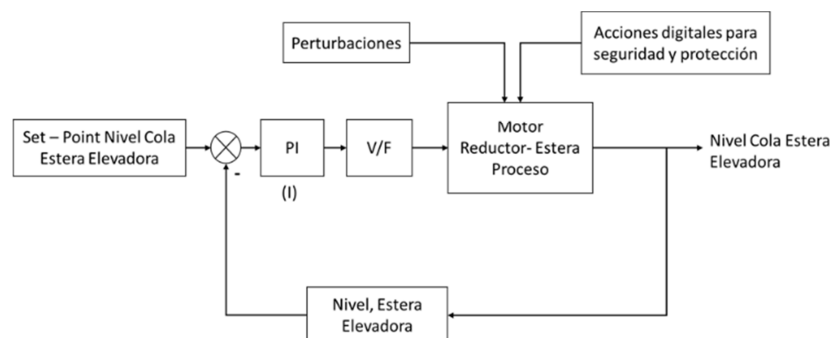 Perturbaciones
Acciones digitales para
seguridad y protección
Set – Point Nivel Cola
Estera Elevadora
-
PI
(I)
V/F
Motor
Reductor- Estera
Proceso
Nivel Cola Estera
Elevadora
Nivel, Estera
Elevadora